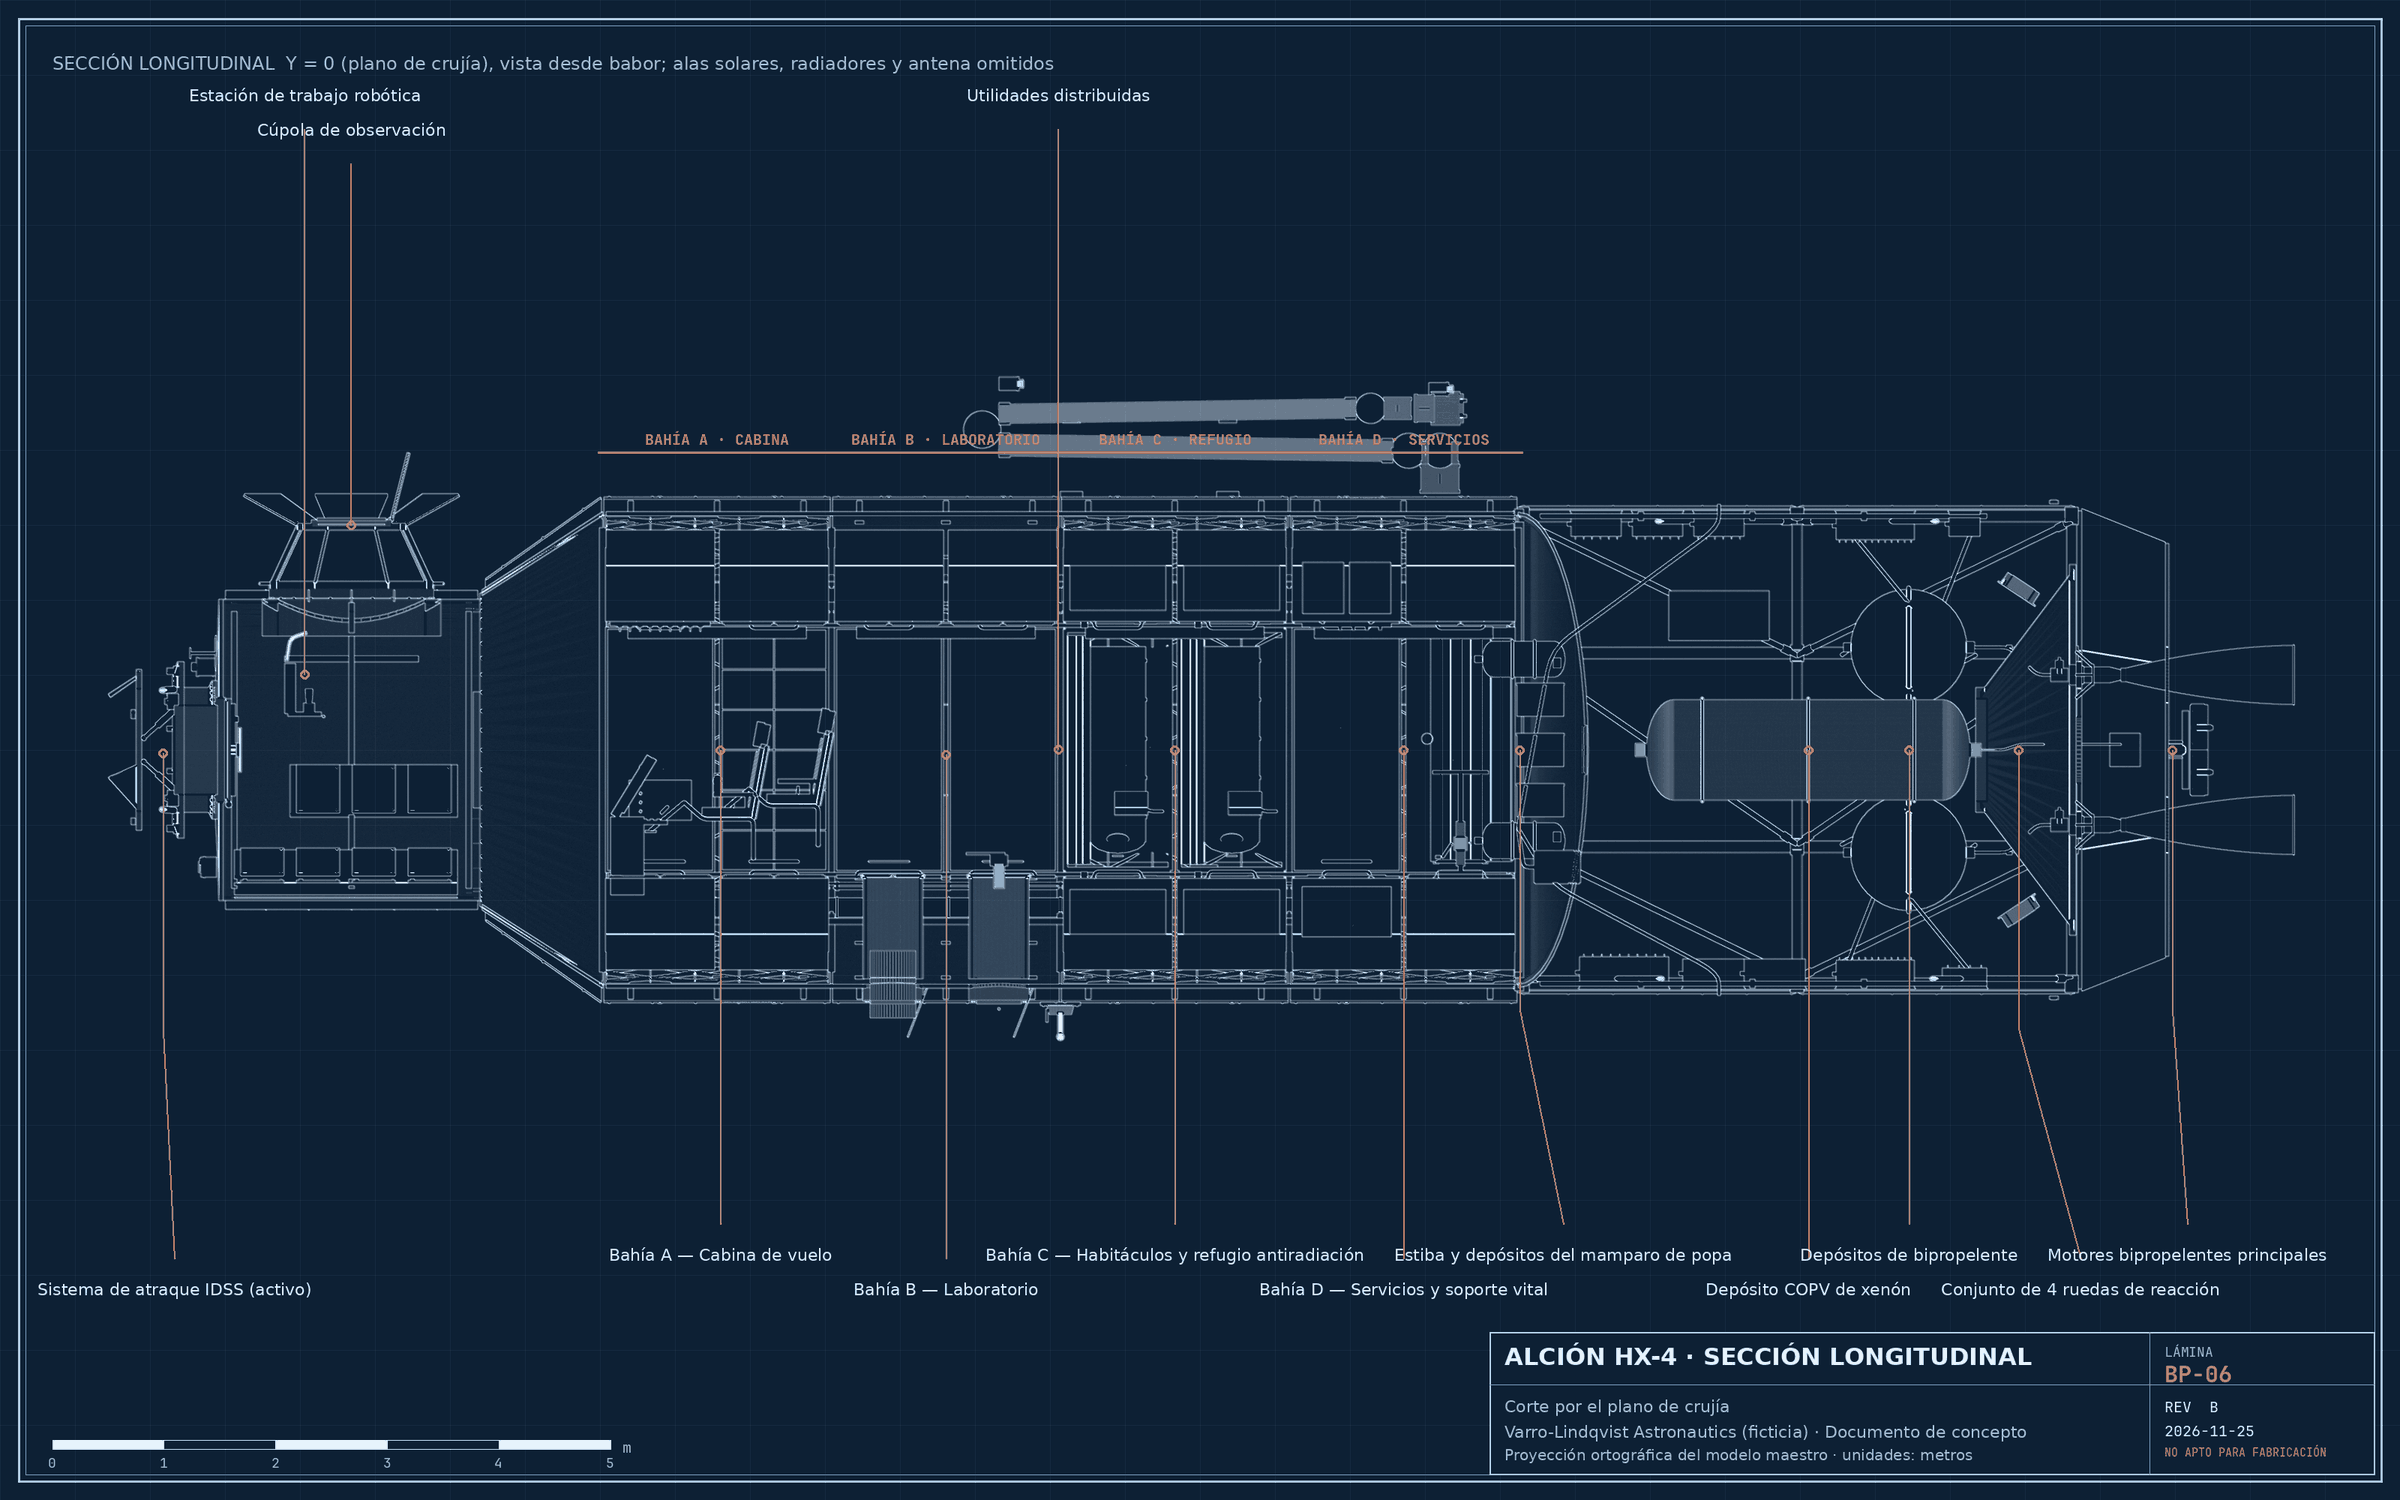 SECCIÓN LONGITUDINAL  Y = 0 (plano de crujía), vista desde babor; alas solares, radiadores y antena omitidos
Estación de trabajo robótica
Utilidades distribuidas
Cúpola de observación
BAHÍA A · CABINA
BAHÍA B · LABORATORIO
BAHÍA C · REFUGIO
BAHÍA D · SERVICIOS
Bahía A — Cabina de vuelo
Bahía C — Habitáculos y refugio antiradiación
Estiba y depósitos del mamparo de popa
Depósitos de bipropelente
Motores bipropelentes principales
Sistema de atraque IDSS (activo)
Bahía B — Laboratorio
Bahía D — Servicios y soporte vital
Depósito COPV de xenón
Conjunto de 4 ruedas de reacción
ALCIÓN HX-4 · SECCIÓN LONGITUDINAL
LÁMINA
BP-06
Corte por el plano de crujía
Varro-Lindqvist Astronautics (ficticia) · Documento de concepto
Proyección ortográfica del modelo maestro · unidades: metros
REV  B
2026-11-25
NO APTO PARA FABRICACIÓN
m
0 1 2 3 4 5